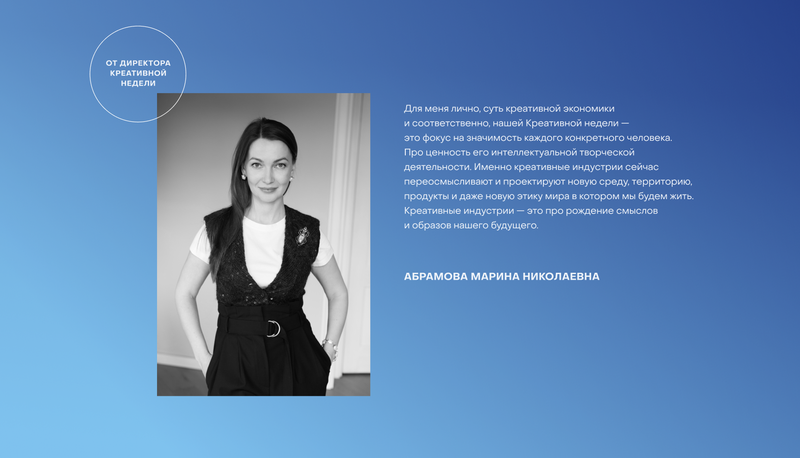 ОТ ДИРЕКТОРА
КРЕАТИВНОЙ
НЕДЕЛИ
Для меня лично, суть креативной экономики
и соответственно, нашей Креативной недели —
это фокус на значимость каждого конкретного человека.
Про ценность его интеллектуальной творческой
деятельности. Именно креативные индустрии сейчас
переосмысливают и проектируют новую среду, территорию,
продукты и даже новую этику мира в котором мы будем жить.
Креативные индустрии — это про рождение смыслов
и образов нашего будущего.
АБРАМОВА МАРИНА НИКОЛАЕВНА